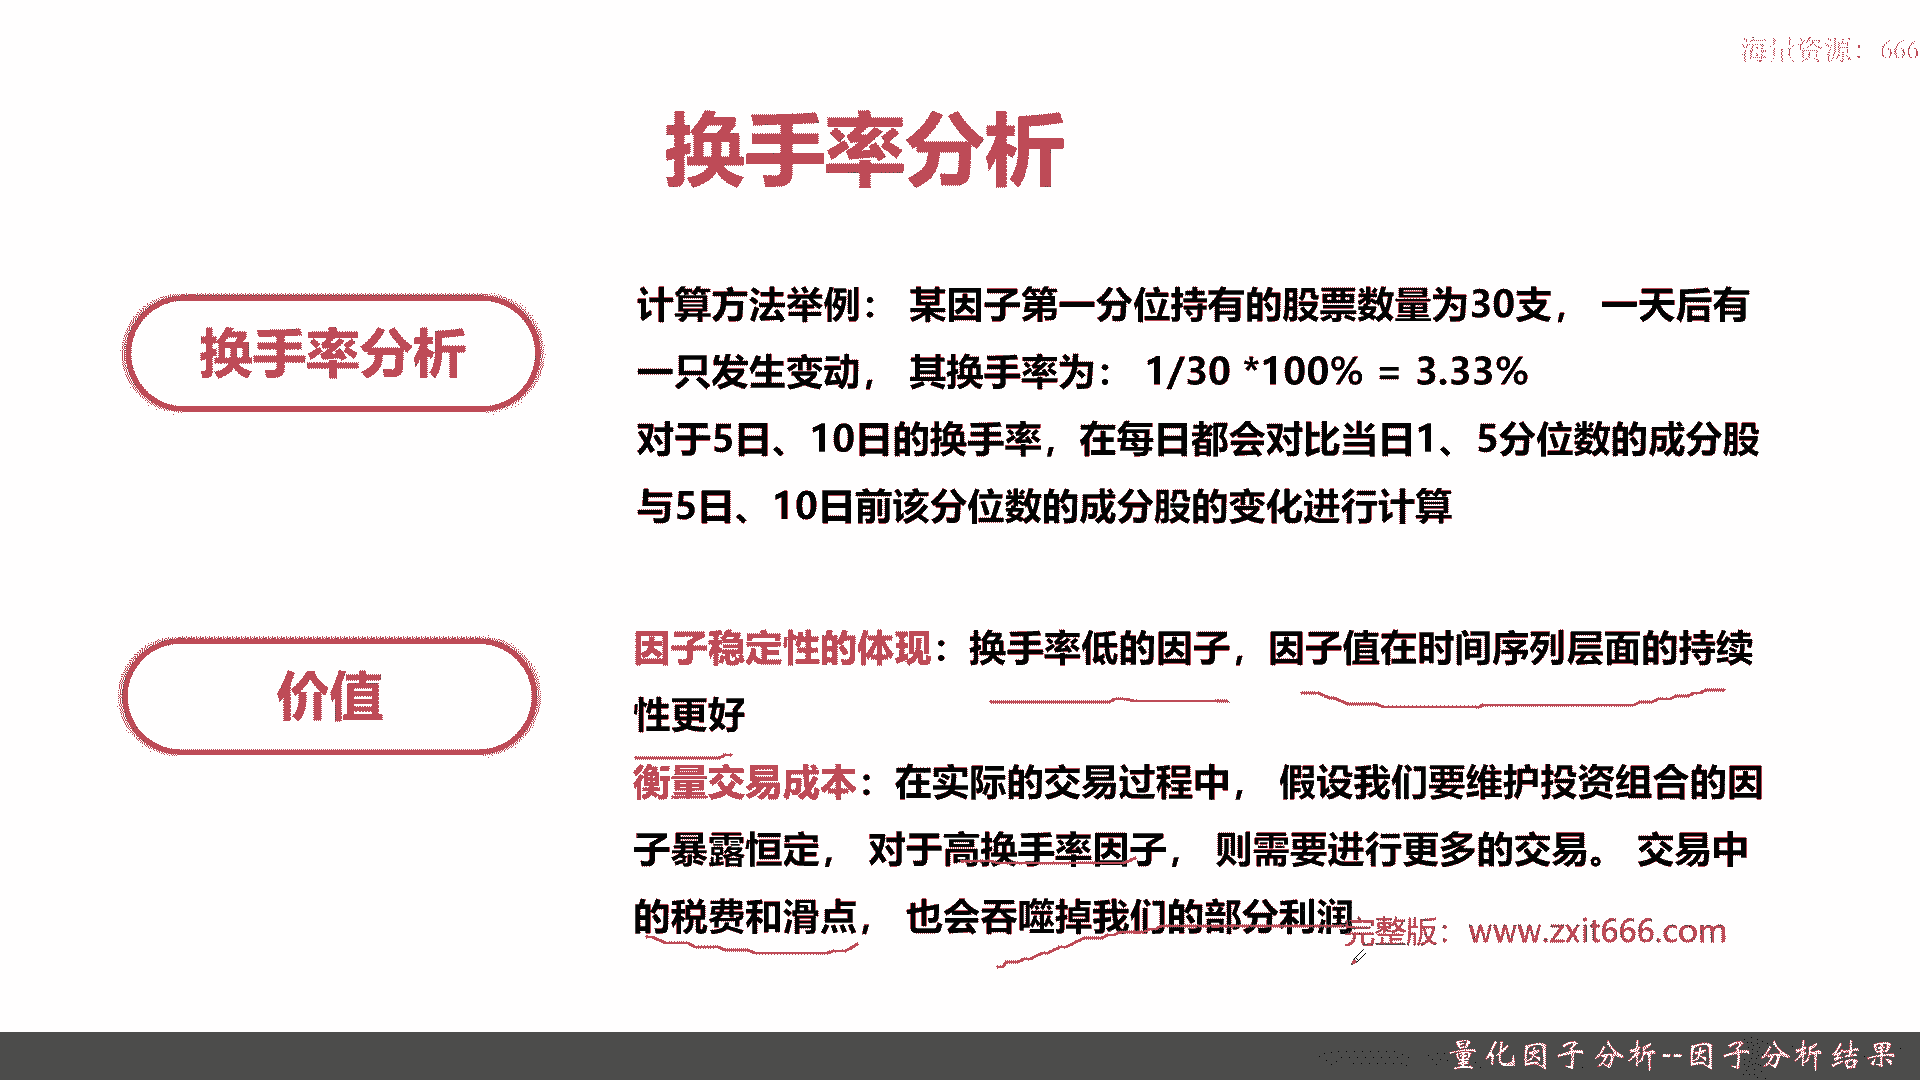 海量资源：666
换手率分析
换手率分析
计算方法举例： 某因子第一分位持有的股票数量为30支， 一天后有
一只发生变动， 其换手率为： 1/30 *100% = 3.33%
对于5日、10日的换手率，在每日都会对比当日1、5分位数的成分股
与5日、10日前该分位数的成分股的变化进行计算
价值
因子稳定性的体现：换手率低的因子，因子值在时间序列层面的持续
性更好
衡量交易成本：在实际的交易过程中， 假设我们要维护投资组合的因
子暴露恒定， 对于高换手率因子， 则需要进行更多的交易。 交易中
的税费和滑点， 也会吞噬掉我们的部分利润
完整版：www.zxit666.com
量化因子分析--因子分析结果